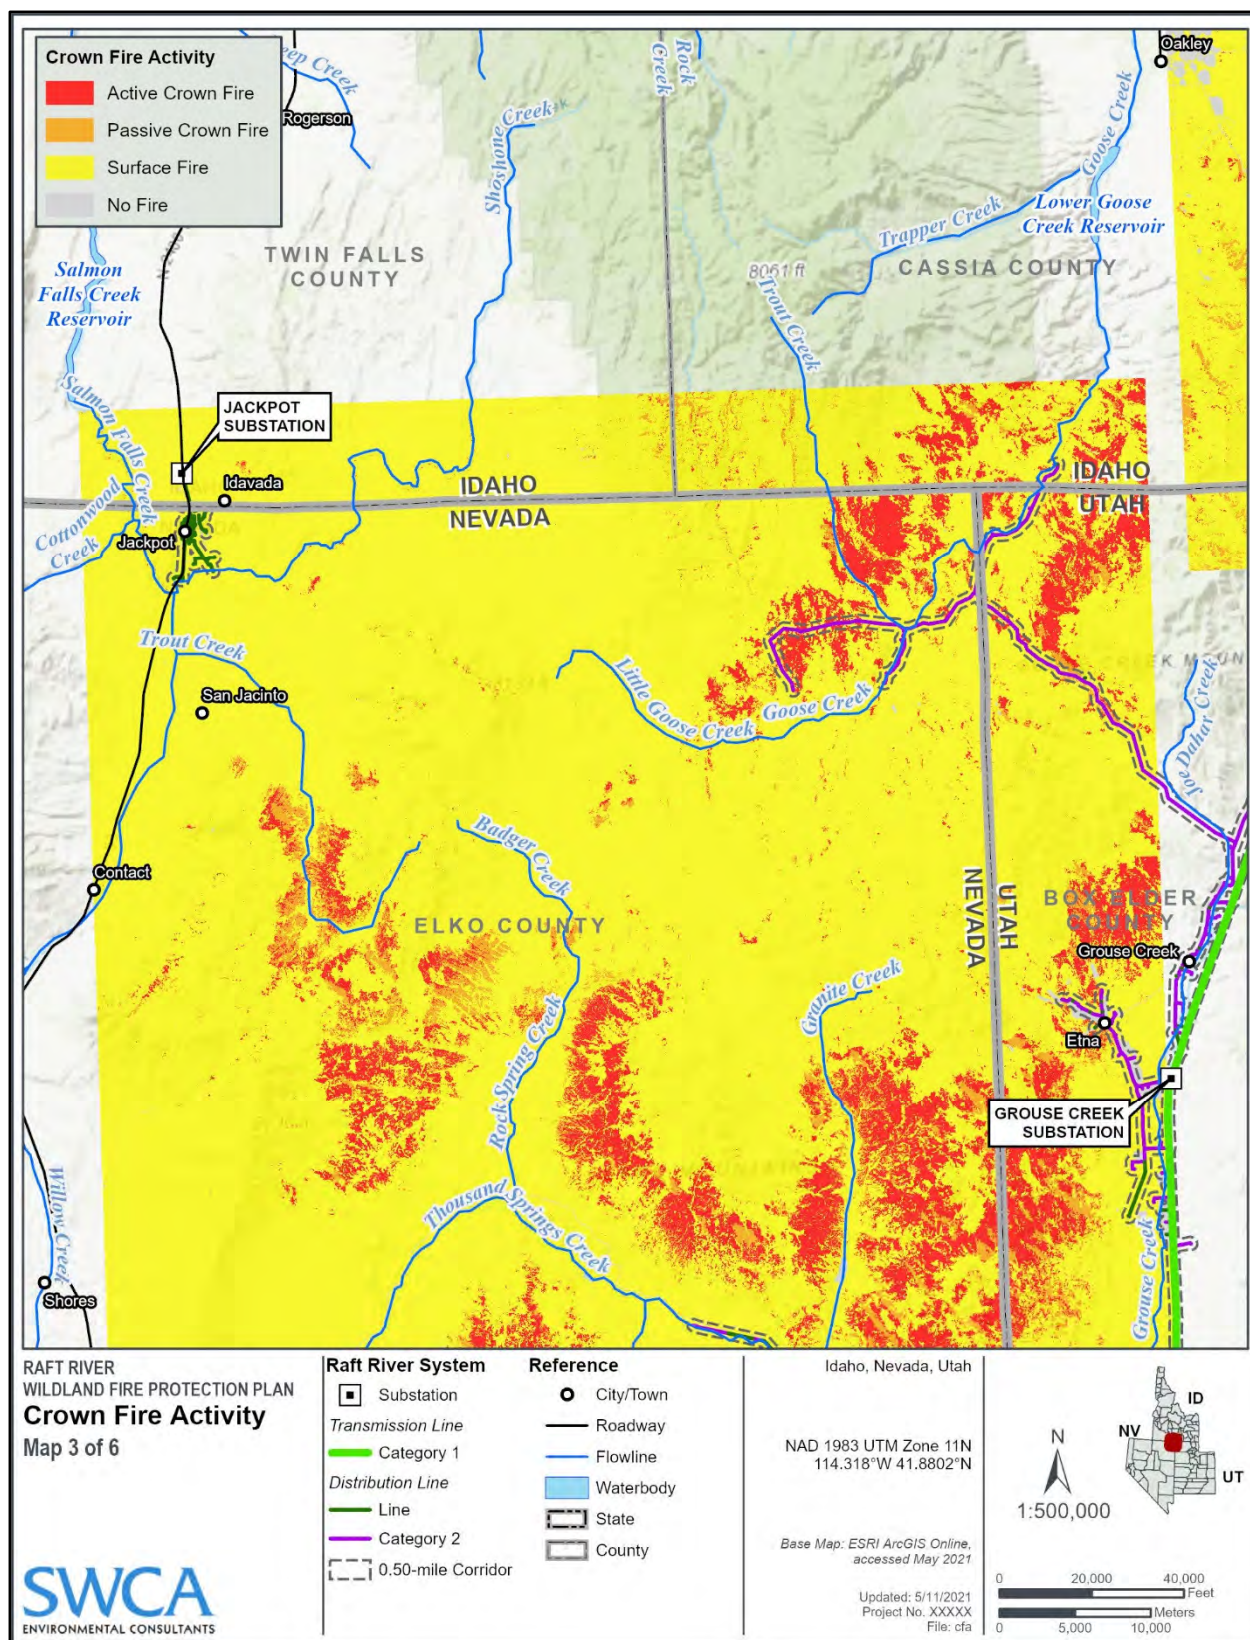 Crown Fire Activity
Active Crown Fire
Passive Crown Fire
Surface Fire
No Fire
eep Creek
Rogerson
Shoshone Creek
Rock
Creek
Oakley
Goose Creek
Lower Goose
Creek Reservoir
Trapper Creek
TWIN FALLS
COUNTY
8061 ft
CASSIA COUNTY
Trout Creek
Salmon
Falls Creek
Reservoir
Salmon Falls Creek
JACKPOT
SUBSTATION
Idavada
IDAHO
NEVADA
IDAHO
UTAH
Cottonwood
Creek
Jackpot
Trout Creek
San Jacinto
Little Goose Creek
Goose Creek
Joe Dahar Creek
Badger Creek
Contact
ELKO COUNTY
NEVADA
UTAH
BOX ELDER
COUNTY
Grouse Creek
Granite Creek
Etna
Rock Spring Creek
GROUSE CREEK
SUBSTATION
Thousand Springs Creek
Willow Creek
Shores
Grouse Creek
RAFT RIVER
WILDLAND FIRE PROTECTION PLAN
Crown Fire Activity
Map 3 of 6
SWCA
ENVIRONMENTAL CONSULTANTS
Raft River System
Substation
Transmission Line
Category 1
Distribution Line
Line
Category 2
0.50-mile Corridor
Reference
City/Town
Roadway
Flowline
Waterbody
State
County
Idaho, Nevada, Utah
NAD 1983 UTM Zone 11N
114.318°W 41.8802°N
Base Map: ESRI ArcGIS Online,
accessed May 2021
Updated: 5/11/2021
Project No. XXXXX
File: cfa
N
1:500,000
ID
NV
UT
0 20,000 40,000
Feet
Meters
0 5,000 10,000